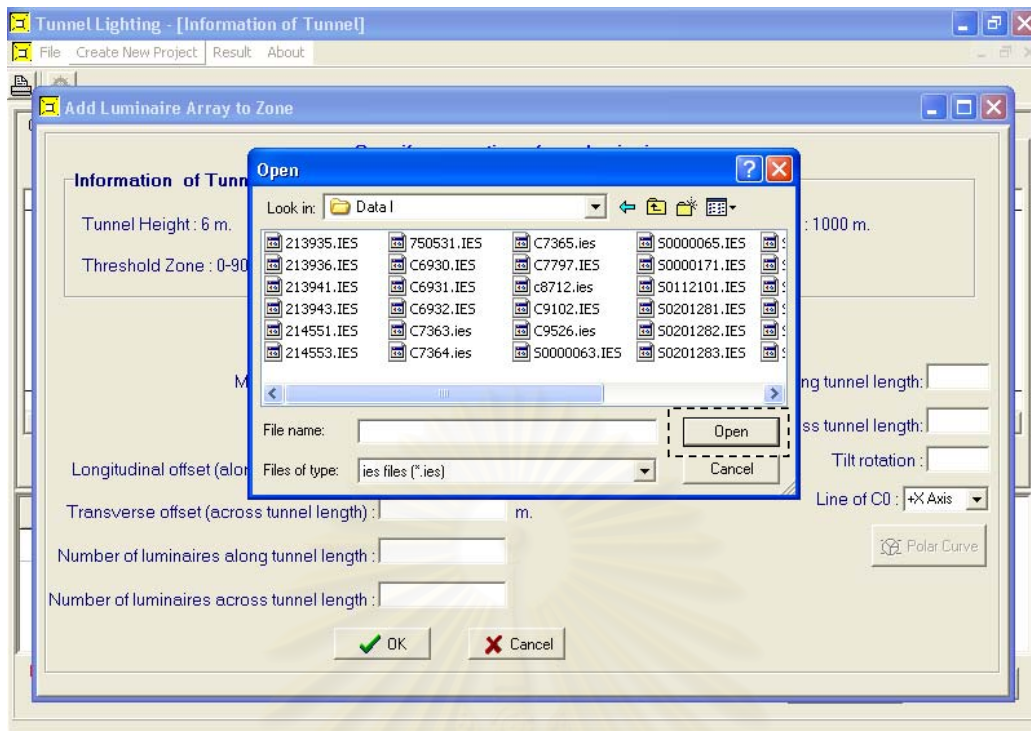 Tunnel Lighting - [Information of Tunnel]
File Create New Project Result About
Add Luminaire Array to Zone
Information of Tunn
Tunnel Height : 6 m.
: 1000 m.
Threshold Zone : 0-90
Open
Look in: Data I
213935.IES 750531.IES C7365.ies S0000065.IES
213936.IES C6930.IES C7797.IES S0000171.IES
213941.IES C6931.IES c8712.ies S0112101.IES
213943.IES C6932.IES C9102.IES S0201281.IES
214551.IES C7363.ies C9526.ies S0201282.IES
214553.IES C7364.ies S0000063.IES S0201283.IES
File name: Open
Files of type: ies files (*.ies) Cancel
M
ng tunnel length:
ss tunnel length:
Longitudinal offset (alon
Tilt rotation :
Line of C0 : +X Axis
Transverse offset (across tunnel length) : m.
Polar Curve
Number of luminaires along tunnel length :
Number of luminaires across tunnel length :
OK Cancel